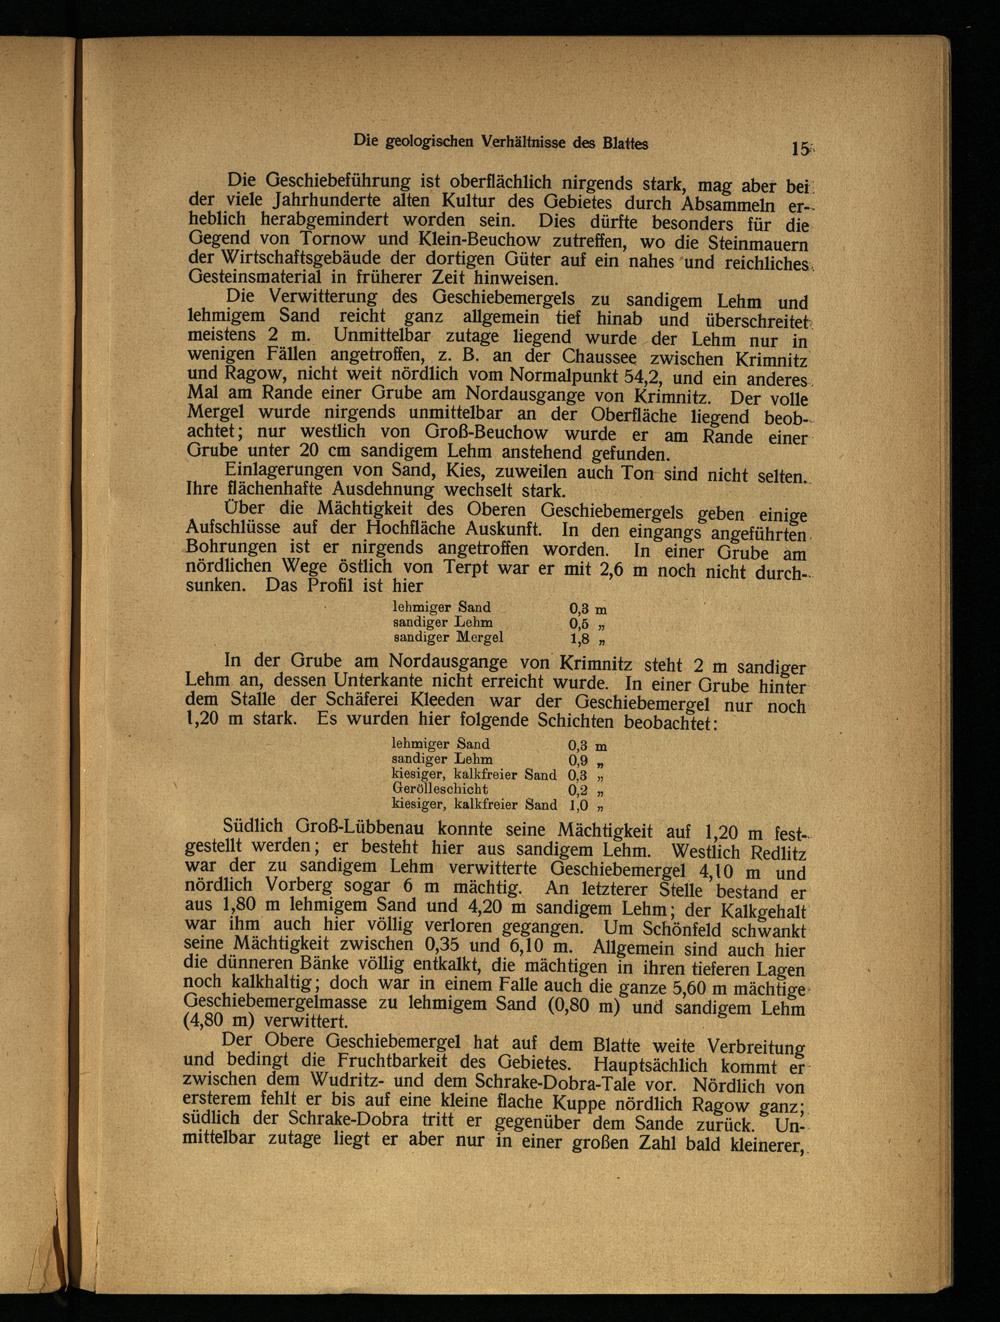 Die geologischen Verhältnisse des Blattes 15
Die Geschiebeführung ist oberflächlich nirgends stark, mag aber bei
der viele Jahrhunderte alten Kultur des Gebietes durch Absammeln er-
heblich herabgemindert worden sein. Dies dürfte besonders für die
Gegend von Tornow und Klein-Beuchow zutreffen, wo die Steinmauern
der Wirtschaftsgebäude der dortigen Güter auf ein nahes und reichliches
Gesteinsmaterial in früherer Zeit hinweisen.
Die Verwitterung des Geschiebemergels zu sandigem Lehm und
lehmigem Sand reicht ganz allgemein tief hinab und überschreitet
meistens 2 m. Unmittelbar zutage liegend wurde der Lehm nur in
wenigen Fällen angetroffen, z. B. an der Chaussee zwischen Krimnitz
und Ragow, nicht weit nördlich vom Normalpunkt 54,2, und ein anderes
Mal am Rande einer Grube am Nordausgange von Krimnitz. Der volle
Mergel wurde nirgends unmittelbar an der Oberfläche liegend beob-
achtet; nur westlich von Groß-Beuchow wurde er am Rande einer
Grube unter 20 cm sandigem Lehm anstehend gefunden.
Einlagerungen von Sand, Kies, zuweilen auch Ton sind nicht selten.
Ihre flächenhafte Ausdehnung wechselt stark.
Über die Mächtigkeit des Oberen Geschiebemergels geben einige
Aufschlüsse auf der Hochfläche Auskunft. In den eingangs angeführten
Bohrungen ist er nirgends angetroffen worden. In einer Grube am
nördlichen Wege östlich von Terpt war er mit 2,6 m noch nicht durch-
sunken. Das Profil ist hier
lehmiger Sand 0,3 m
sandiger Lehm 0,5 „
sandiger Mergel 1,8 „
In der Grube am Nordausgange von Krimnitz steht 2 m sandiger
Lehm an, dessen Unterkante nicht erreicht wurde. In einer Grube hinter
dem Stalle der Schäferei Kleeden war der Geschiebemergel nur noch
1,20 m stark. Es wurden hier folgende Schichten beobachtet:
lehmiger Sand 0,3 m
sandiger Lehm 0,9 „
kiesiger, kalkfreier Sand 0,3 „
Gerölleschicht 0,2 „
kiesiger, kalkfreier Sand 1,0 „
Südlich Groß-Lübbenau konnte seine Mächtigkeit auf 1,20 m fest-
gestellt werden; er besteht hier aus sandigem Lehm. Westlich Redlitz
war der zu sandigem Lehm verwitterte Geschiebemergel 4,10 m und
nördlich Vorberg sogar 6 m mächtig. An letzterer Stelle bestand er
aus 1,80 m lehmigem Sand und 4,20 m sandigem Lehm; der Kalkgehalt
war ihm auch hier völlig verloren gegangen. Um Schönfeld schwankt
seine Mächtigkeit zwischen 0,35 und 6,10 m. Allgemein sind auch hier
die dünneren Bänke völlig entkalkt, die mächtigen in ihren tieferen Lagen
noch kalkhaltig; doch war in einem Falle auch die ganze 5,60 m mächtige
Geschiebemergelmasse zu lehmigem Sand (0,80 m) und sandigem Lehm
(4,80 m) verwittert.
Der Obere Geschiebemergel hat auf dem Blatte weite Verbreitung
und bedingt die Fruchtbarkeit des Gebietes. Hauptsächlich kommt er
zwischen dem Wudritz- und dem Schrake-Dobra-Tale vor. Nördlich von
ersterem fehlt er bis auf eine kleine flache Kuppe nördlich Ragow ganz;
südlich der Schrake-Dobra tritt er gegenüber dem Sande zurück. Un-
mittelbar zutage liegt er aber nur in einer großen Zahl bald kleinerer,